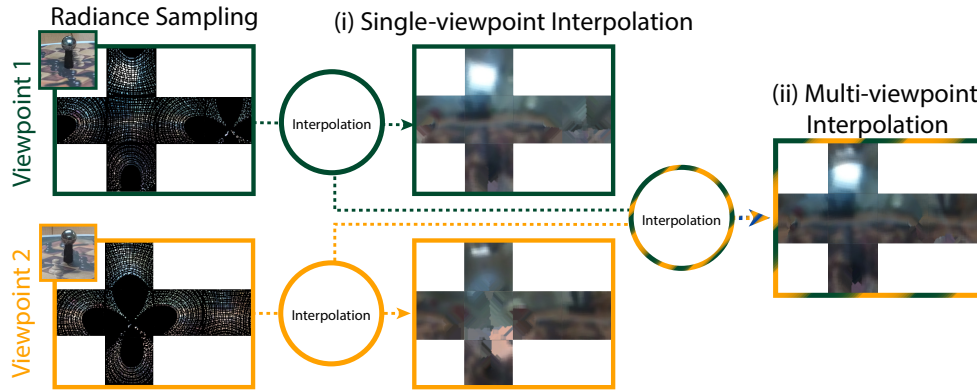 Radiance Sampling
(i) Single-viewpoint Interpolation
Viewpoint 1
Interpolation
(ii) Multi-viewpoint
Interpolation
Interpolation
Viewpoint 2
Interpolation